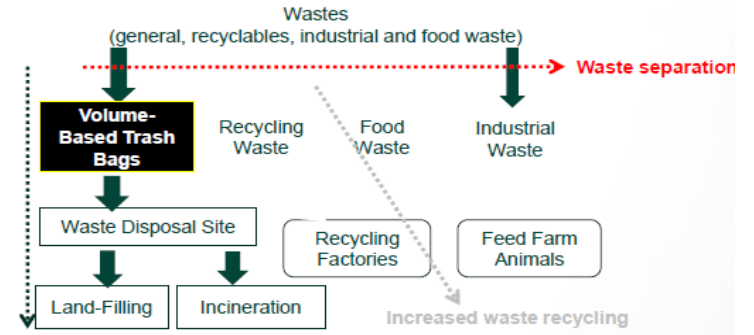 Wastes
(general, recyclables, industrial and food waste)
Waste separation
Volume-
Based Trash
Bags
Recycling
Waste
Food
Waste
Industrial
Waste
Waste Disposal Site
Recycling
Factories
Feed Farm
Animals
Land-Filling
Incineration
Increased waste recycling